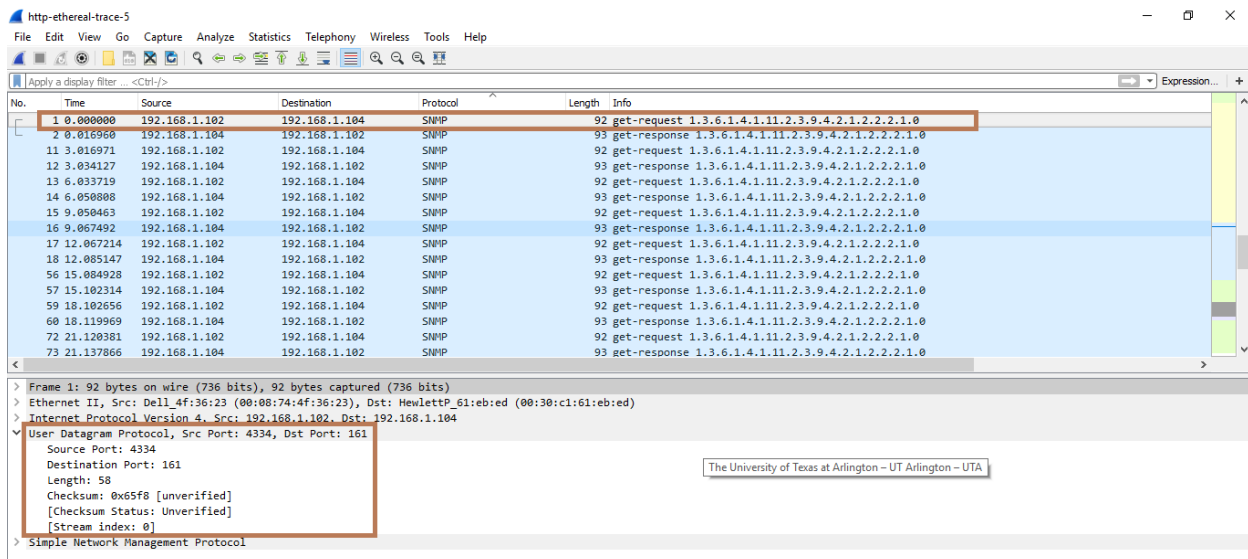 http-ethereal-trace-5
File Edit View Go Capture Analyze Statistics Telephony Wireless Tools Help
Apply a display filter ... <Ctrl-/> Expression... +
No. Time Source Destination Protocol Length Info
1 0.000000 192.168.1.102 192.168.1.104 SNMP 92 get-request 1.3.6.1.4.1.11.2.3.9.4.2.1.2.2.2.1.0
2 0.016960 192.168.1.104 192.168.1.102 SNMP 93 get-response 1.3.6.1.4.1.11.2.3.9.4.2.1.2.2.2.1.0
11 3.016971 192.168.1.102 192.168.1.104 SNMP 92 get-request 1.3.6.1.4.1.11.2.3.9.4.2.1.2.2.2.1.0
12 3.034127 192.168.1.104 192.168.1.102 SNMP 93 get-response 1.3.6.1.4.1.11.2.3.9.4.2.1.2.2.2.1.0
13 6.033719 192.168.1.102 192.168.1.104 SNMP 92 get-request 1.3.6.1.4.1.11.2.3.9.4.2.1.2.2.2.1.0
14 6.050808 192.168.1.104 192.168.1.102 SNMP 93 get-response 1.3.6.1.4.1.11.2.3.9.4.2.1.2.2.2.1.0
15 9.050463 192.168.1.102 192.168.1.104 SNMP 92 get-request 1.3.6.1.4.1.11.2.3.9.4.2.1.2.2.2.1.0
16 9.067492 192.168.1.104 192.168.1.102 SNMP 93 get-response 1.3.6.1.4.1.11.2.3.9.4.2.1.2.2.2.1.0
17 12.067214 192.168.1.102 192.168.1.104 SNMP 92 get-request 1.3.6.1.4.1.11.2.3.9.4.2.1.2.2.2.1.0
18 12.085147 192.168.1.104 192.168.1.102 SNMP 93 get-response 1.3.6.1.4.1.11.2.3.9.4.2.1.2.2.2.1.0
56 15.084928 192.168.1.102 192.168.1.104 SNMP 92 get-request 1.3.6.1.4.1.11.2.3.9.4.2.1.2.2.2.1.0
57 15.102314 192.168.1.104 192.168.1.102 SNMP 93 get-response 1.3.6.1.4.1.11.2.3.9.4.2.1.2.2.2.1.0
59 18.102656 192.168.1.102 192.168.1.104 SNMP 92 get-request 1.3.6.1.4.1.11.2.3.9.4.2.1.2.2.2.1.0
60 18.119969 192.168.1.104 192.168.1.102 SNMP 93 get-response 1.3.6.1.4.1.11.2.3.9.4.2.1.2.2.2.1.0
72 21.120381 192.168.1.102 192.168.1.104 SNMP 92 get-request 1.3.6.1.4.1.11.2.3.9.4.2.1.2.2.2.1.0
73 21.137866 192.168.1.104 192.168.1.102 SNMP 93 get-response 1.3.6.1.4.1.11.2.3.9.4.2.1.2.2.2.1.0
Frame 1: 92 bytes on wire (736 bits), 92 bytes captured (736 bits)
Ethernet II, Src: Dell_4f:36:23 (00:08:74:4f:36:23), Dst: HewlettP_61:eb:ed (00:30:c1:61:eb:ed)
Internet Protocol Version 4, Src: 192.168.1.102, Dst: 192.168.1.104
User Datagram Protocol, Src Port: 4334, Dst Port: 161
Source Port: 4334
Destination Port: 161
The University of Texas at Arlington – UT Arlington – UTA
Length: 58
Checksum: 0x65f8 [unverified]
[Checksum Status: Unverified]
[Stream index: 0]
Simple Network Management Protocol